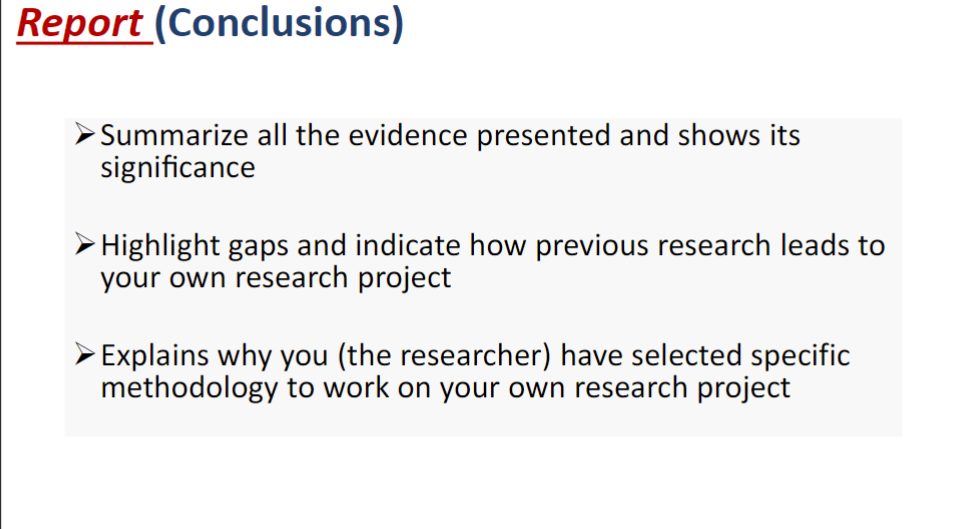 Report (Conclusions)
➢Summarize all the evidence presented and shows its
significance
➢Highlight gaps and indicate how previous research leads to
your own research project
➢Explains why you (the researcher) have selected specific
methodology to work on your own research project